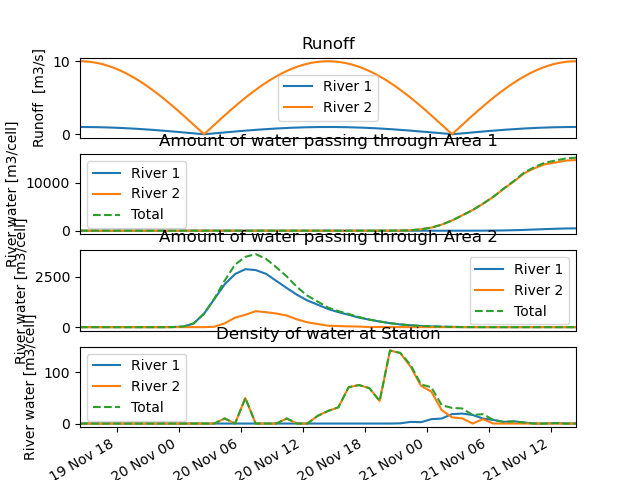 Runoff
10
0
Runoff [m3/s]
River 1
River 2
Amount of water passing through Area 1
10000
0
River water [m3/cell]
River 1
River 2
Total
Amount of water passing through Area 2
2500
0
River water [m3/cell]
River 1
River 2
Total
Density of water at Station
100
0
River water [m3/cell]
River 1
River 2
Total
19 Nov 18
20 Nov 00
20 Nov 06
20 Nov 12
20 Nov 18
21 Nov 00
21 Nov 06
21 Nov 12